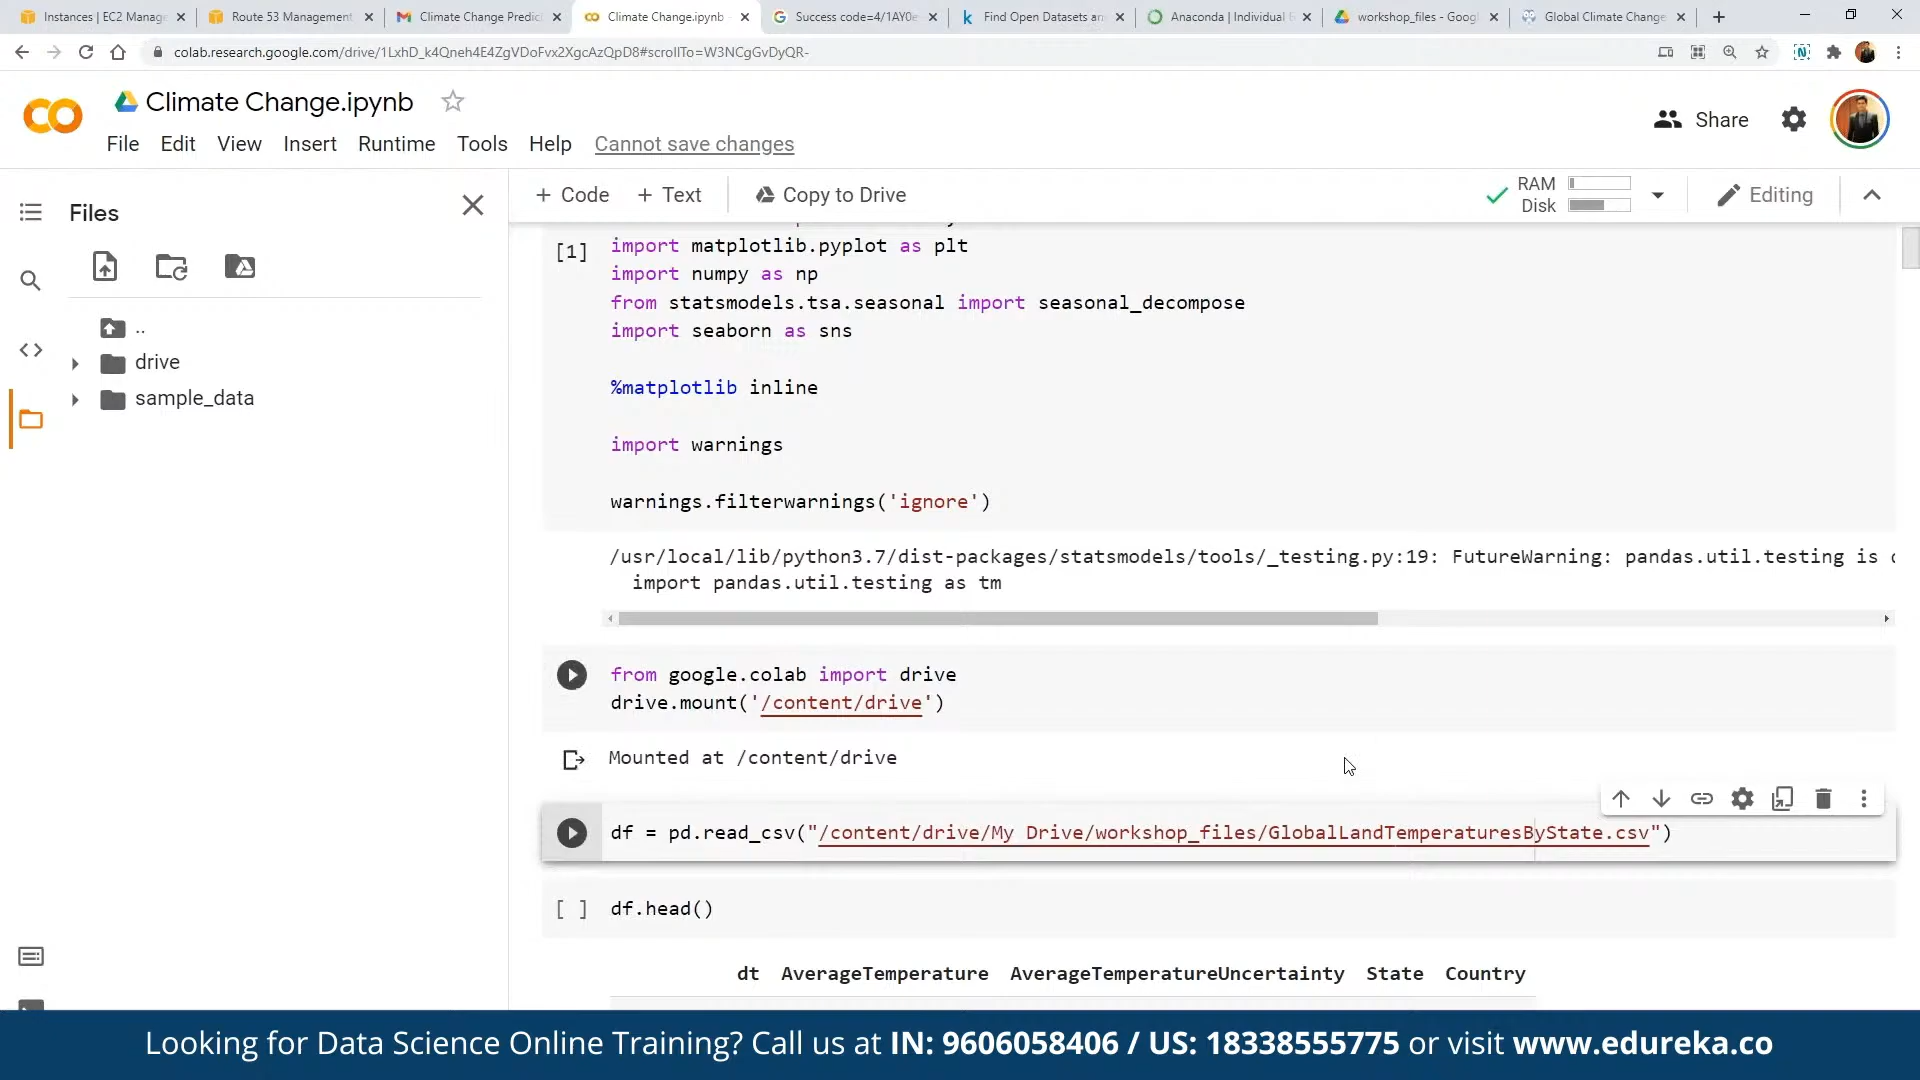 Instances | EC2 Manag
Route 53 Management
Climate Change Predic
Climate Change.ipynb
Success code=4/1AY0
Find Open Datasets an
Anaconda | Individual
workshop_files - Goog
Global Climate Change
colab.research.google.com/drive/1LxhD_k4Qneh4E4ZgVDoFvx2XgcAzQpD8#scrollTo=W3NCgGvDyQR-
Climate Change.ipynb
Share
File Edit View Insert Runtime Tools Help Cannot save changes
Files
+ Code + Text Copy to Drive
RAM
Disk
Editing
..
drive
sample_data
[1] import matplotlib.pyplot as plt
import numpy as np
from statsmodels.tsa.seasonal import seasonal_decompose
import seaborn as sns
%matplotlib inline
import warnings
warnings.filterwarnings('ignore')
/usr/local/lib/python3.7/dist-packages/statsmodels/tools/_testing.py:19: FutureWarning: pandas.util.testing is
import pandas.util.testing as tm
from google.colab import drive
drive.mount('/content/drive')
Mounted at /content/drive
df = pd.read_csv("/content/drive/My Drive/workshop_files/GlobalLandTemperaturesByState.csv")
[ ] df.head()
dt AverageTemperature AverageTemperatureUncertainty State Country
Looking for Data Science Online Training? Call us at IN: 9606058406 / US: 18338555775 or visit www.edureka.co